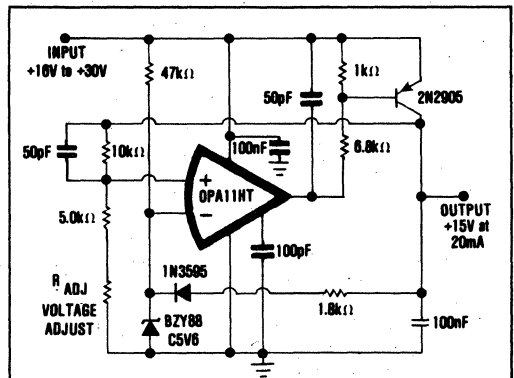 INPUT
+16V to +30V
47kΩ
1kΩ
2N2905
50pF
50pF
10kΩ
100nF
6.8kΩ
+
OPA11HT
−
5.0kΩ
OUTPUT
+15V at
20mA
100pF
R ADJ
VOLTAGE
ADJUST
1N3595
1.8kΩ
BZY88
C5V6
100nF